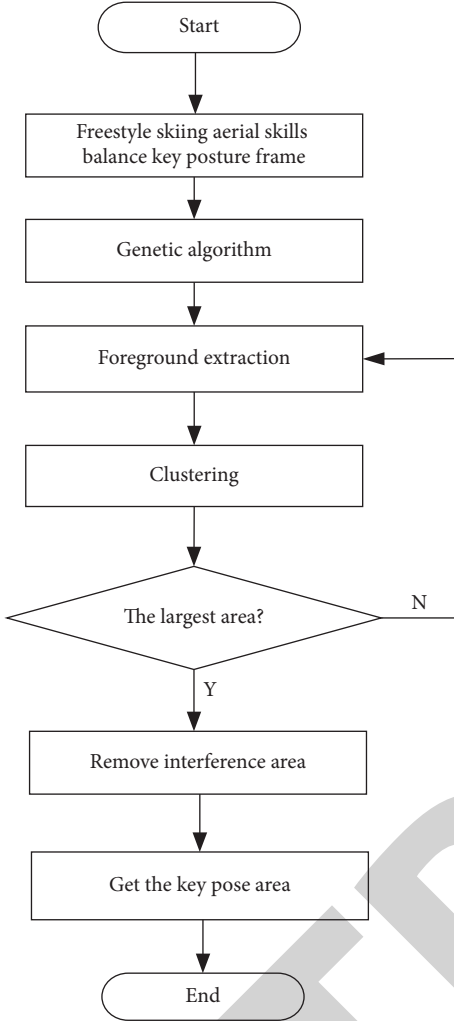 Start
Freestyle skiing aerial skills
balance key posture frame
Genetic algorithm
Foreground extraction
Clustering
The largest area?
N
Y
Remove interference area
Get the key pose area
End